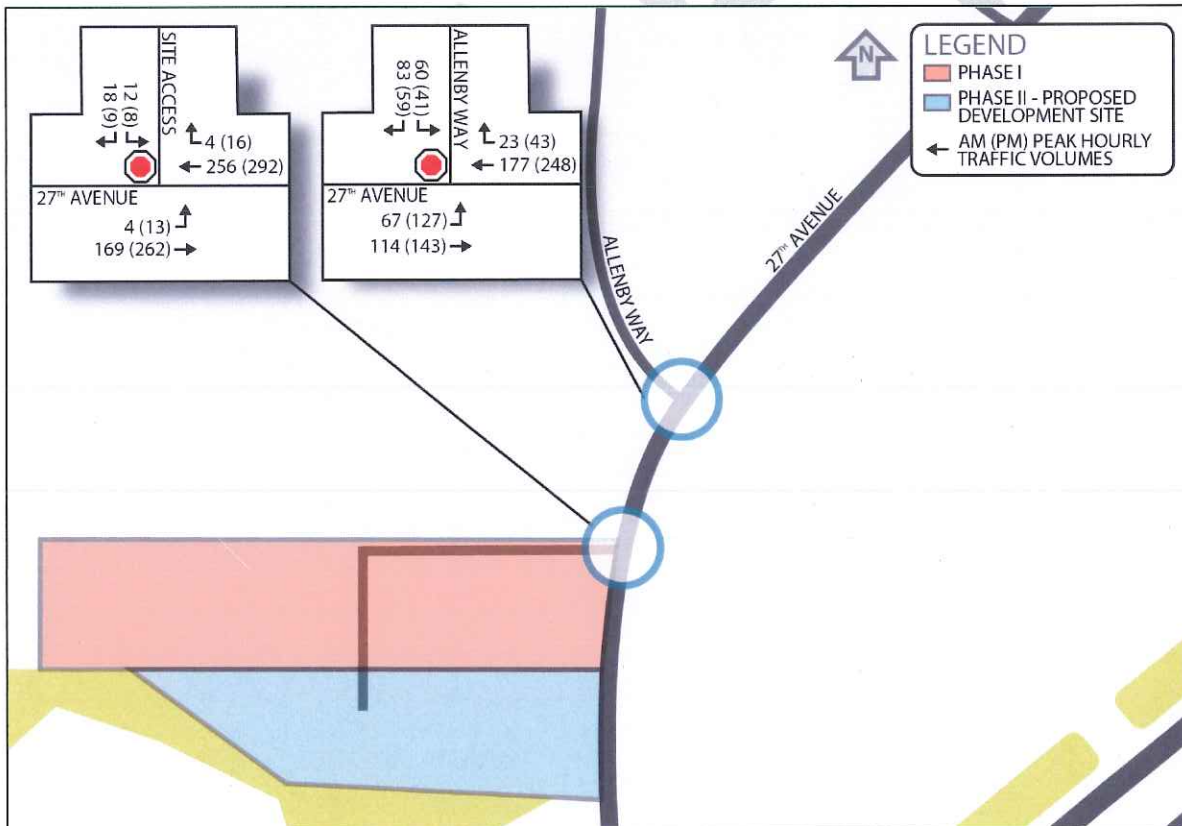 SITE ACCESS
12 (8)
18 (9)
4 (16)
256 (292)
27TH AVENUE
4 (13)
169 (262)
ALLENBY WAY
60 (41)
83 (59)
23 (43)
177 (248)
27TH AVENUE
67 (127)
114 (143)
N
LEGEND
PHASE I
PHASE II - PROPOSED
DEVELOPMENT SITE
AM (PM) PEAK HOURLY
TRAFFIC VOLUMES
27TH AVENUE
ALLENBY WAY